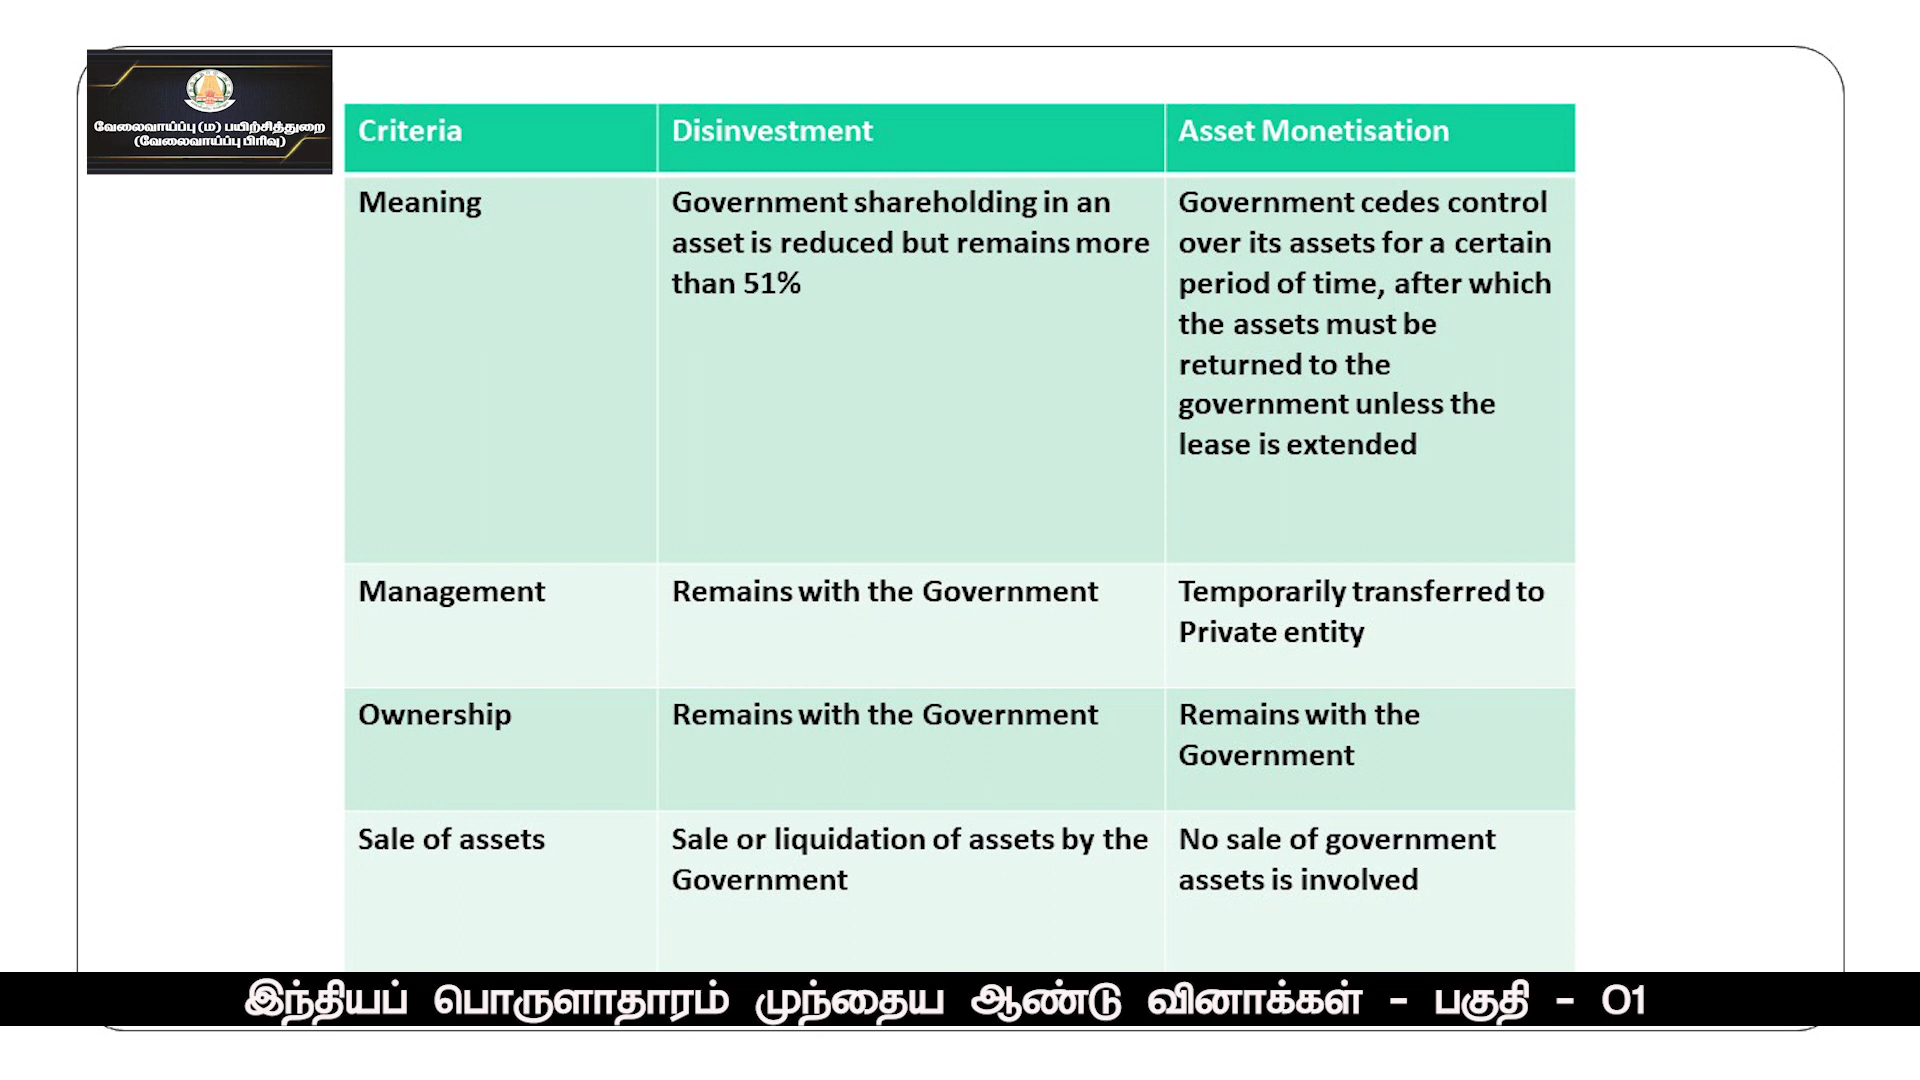 வேலைவாய்ப்பு (ம) பயிற்சித்துறை
(வேலைவாய்ப்பு பிரிவு)
Criteria
Disinvestment
Asset Monetisation
Meaning
Government shareholding in an
asset is reduced but remains more
than 51%
Government cedes control
over its assets for a certain
period of time, after which
the assets must be
returned to the
government unless the
lease is extended
Management
Remains with the Government
Temporarily transferred to
Private entity
Ownership
Remains with the Government
Remains with the
Government
Sale of assets
Sale or liquidation of assets by the
Government
No sale of government
assets is involved
இந்தியப் பொருளாதாரம் முந்தைய ஆண்டு வினாக்கள் - பகுதி - 01